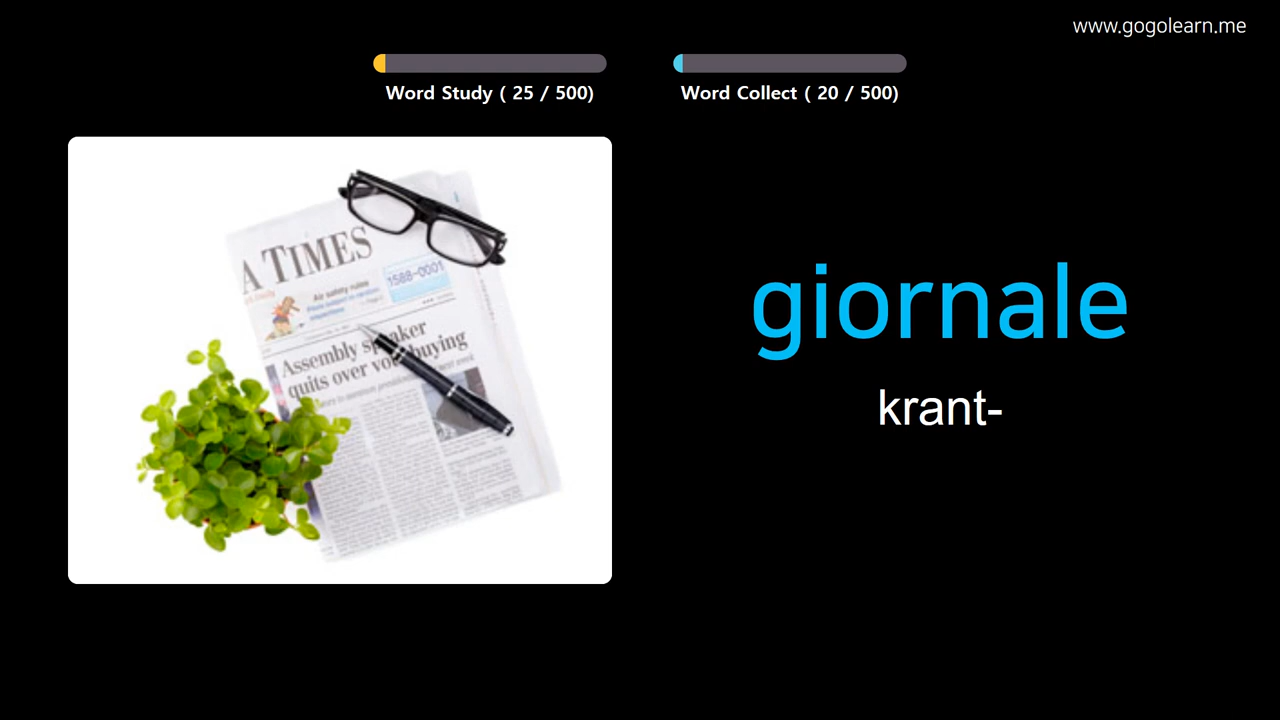 www.gogolearn.me
Word Study ( 25 / 500)
Word Collect ( 20 / 500)
A TIMES
1588-0001
Air safety rules
Assembly speaker
quits over vote buying
giornale
krant-